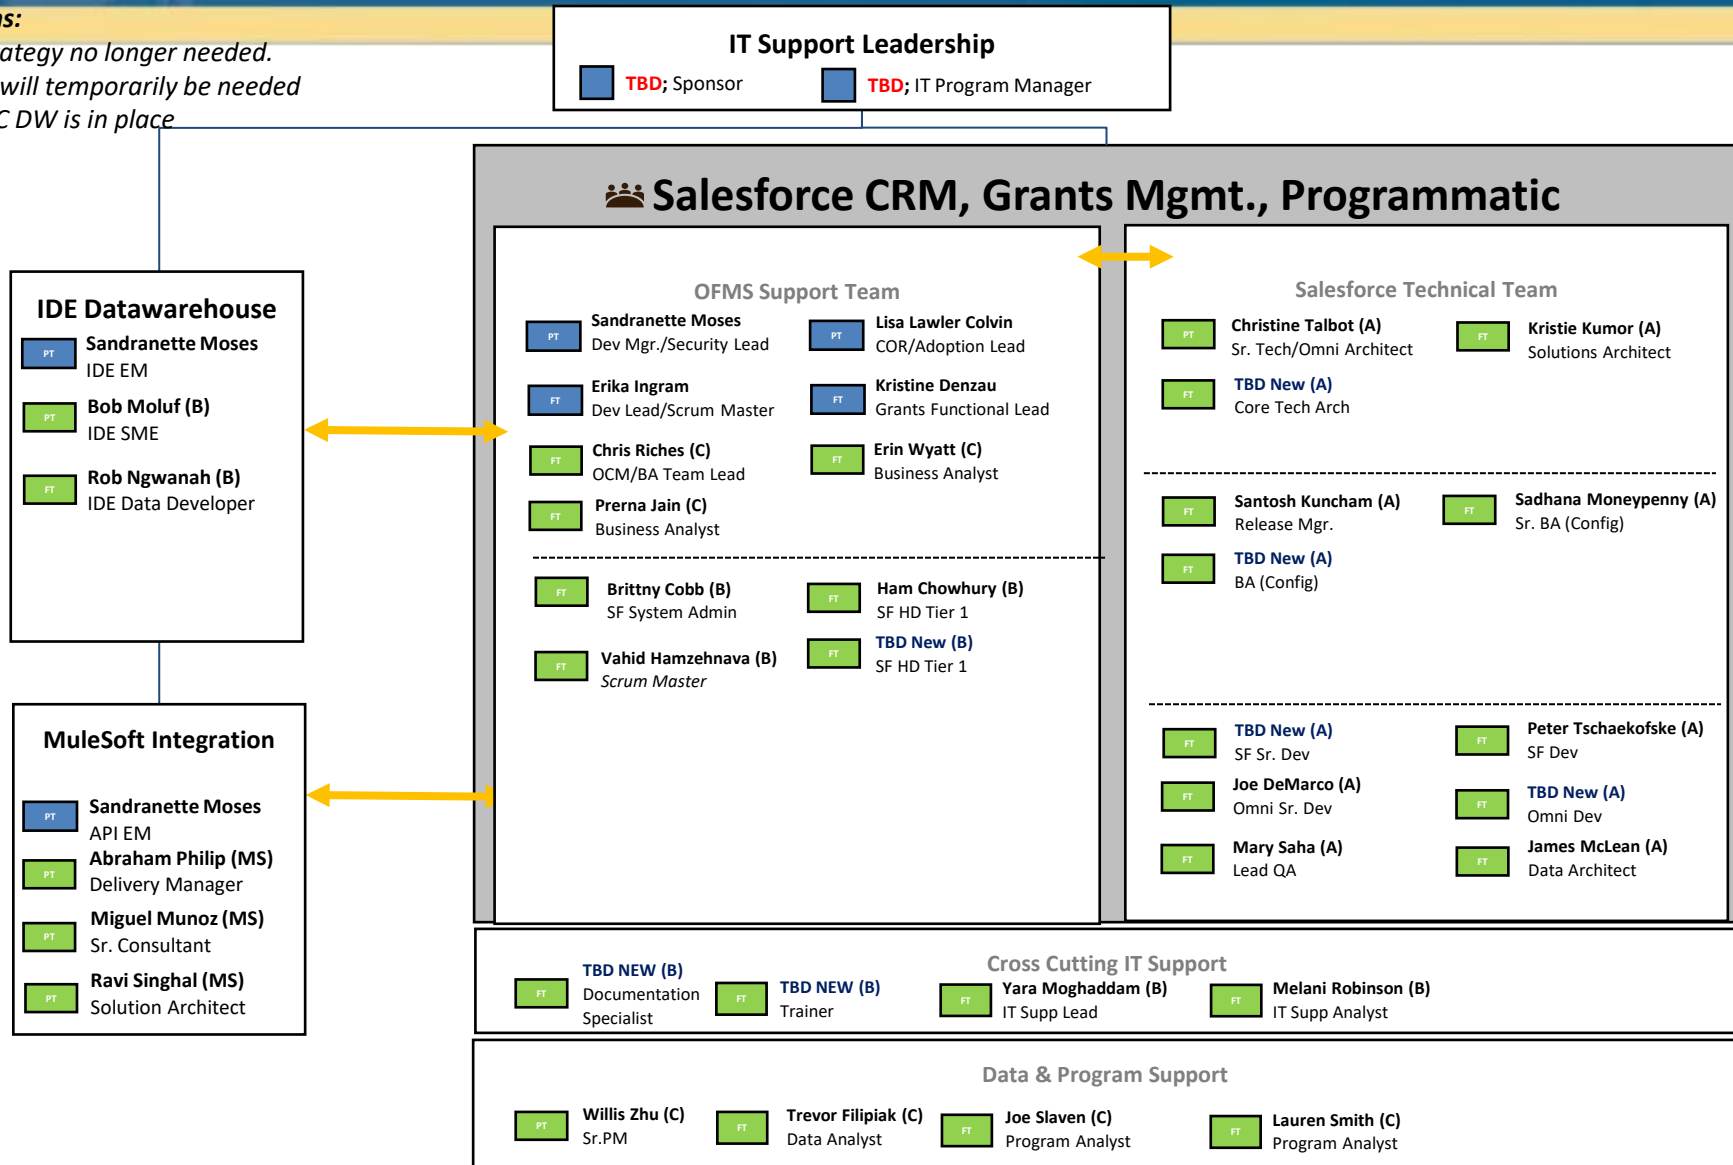 ns:
rategy no longer needed.
will temporarily be needed
C DW is in place
IT Support Leadership
TBD; Sponsor
TBD; IT Program Manager
Salesforce CRM, Grants Mgmt., Programmatic
IDE Datawarehouse
PT
Sandranette Moses
IDE EM
PT
Bob Moluf (B)
IDE SME
FT
Rob Ngwanah (B)
IDE Data Developer
MuleSoft Integration
PT
Sandranette Moses
API EM
PT
Abraham Philip (MS)
Delivery Manager
PT
Miguel Munoz (MS)
Sr. Consultant
PT
Ravi Singhal (MS)
Solution Architect
OFMS Support Team
PT
Sandranette Moses
Dev Mgr./Security Lead
PT
Lisa Lawler Colvin
COR/Adoption Lead
FT
Erika Ingram
Dev Lead/Scrum Master
FT
Kristine Denzau
Grants Functional Lead
FT
Chris Riches (C)
OCM/BA Team Lead
FT
Erin Wyatt (C)
Business Analyst
FT
Prerna Jain (C)
Business Analyst
FT
Brittny Cobb (B)
SF System Admin
FT
Ham Chowhury (B)
SF HD Tier 1
FT
Vahid Hamzehnava (B)
Scrum Master
FT
TBD New (B)
SF HD Tier 1
Salesforce Technical Team
PT
Christine Talbot (A)
Sr. Tech/Omni Architect
FT
Kristie Kumor (A)
Solutions Architect
FT
TBD New (A)
Core Tech Arch
FT
Santosh Kuncham (A)
Release Mgr.
FT
Sadhana Moneypenny (A)
Sr. BA (Config)
FT
TBD New (A)
BA (Config)
FT
TBD New (A)
SF Sr. Dev
FT
Peter Tschaekofske (A)
SF Dev
FT
Joe DeMarco (A)
Omni Sr. Dev
FT
TBD New (A)
Omni Dev
FT
Mary Saha (A)
Lead QA
FT
James McLean (A)
Data Architect
Cross Cutting IT Support
FT
TBD NEW (B)
Documentation
Specialist
FT
TBD NEW (B)
Trainer
FT
Yara Moghaddam (B)
IT Supp Lead
FT
Melani Robinson (B)
IT Supp Analyst
Data & Program Support
PT
Willis Zhu (C)
Sr.PM
FT
Trevor Filipiak (C)
Data Analyst
FT
Joe Slaven (C)
Program Analyst
FT
Lauren Smith (C)
Program Analyst